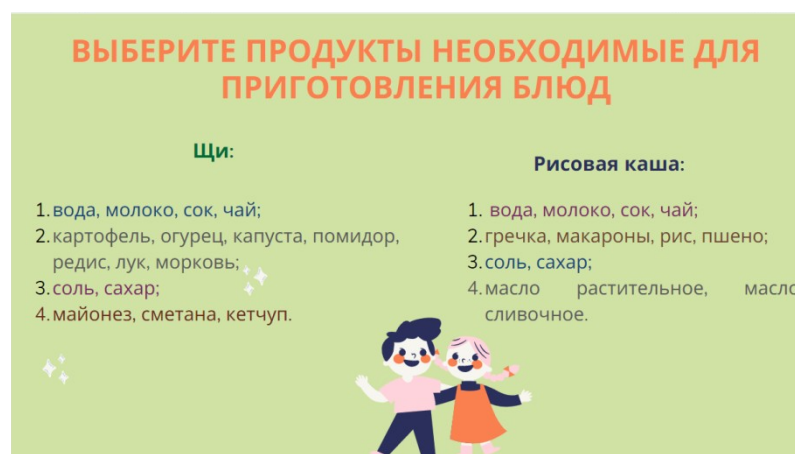 ВЫБЕРИТЕ ПРОДУКТЫ НЕОБХОДИМЫЕ ДЛЯ
ПРИГОТОВЛЕНИЯ БЛЮД
Щи:
1. вода, молоко, сок, чай;
2. картофель, огурец, капуста, помидор,
редис, лук, морковь;
3. соль, сахар;
4. майонез, сметана, кетчуп.
Рисовая каша:
1. вода, молоко, сок, чай;
2. гречка, макароны, рис, пшено;
3. соль, сахар;
4. масло растительное, масло
сливочное.